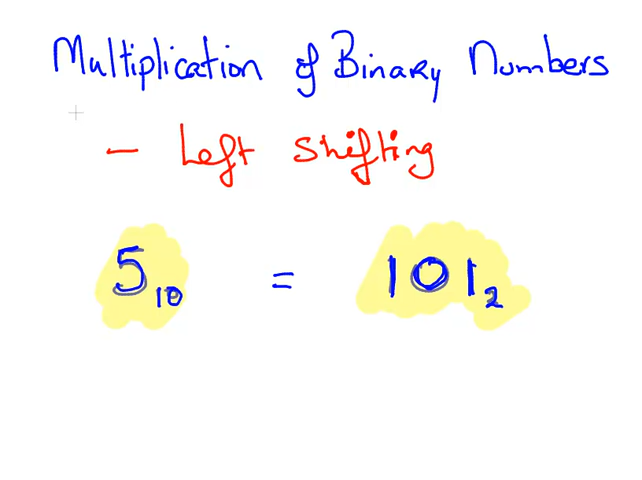 Multiplication of Binary Numbers
- Left Shifting
5₁₀ = 101₂